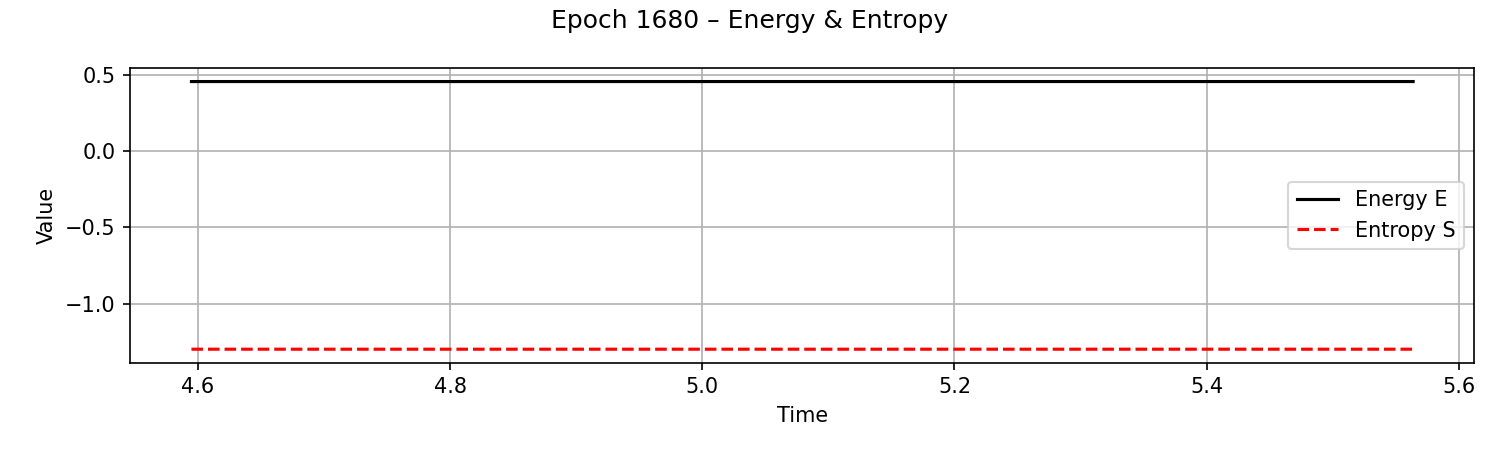 Epoch 1680 – Energy & Entropy
0.5
0.0
−0.5
−1.0
Value
Energy E
Entropy S
4.6 4.8 5.0 5.2 5.4 5.6
Time